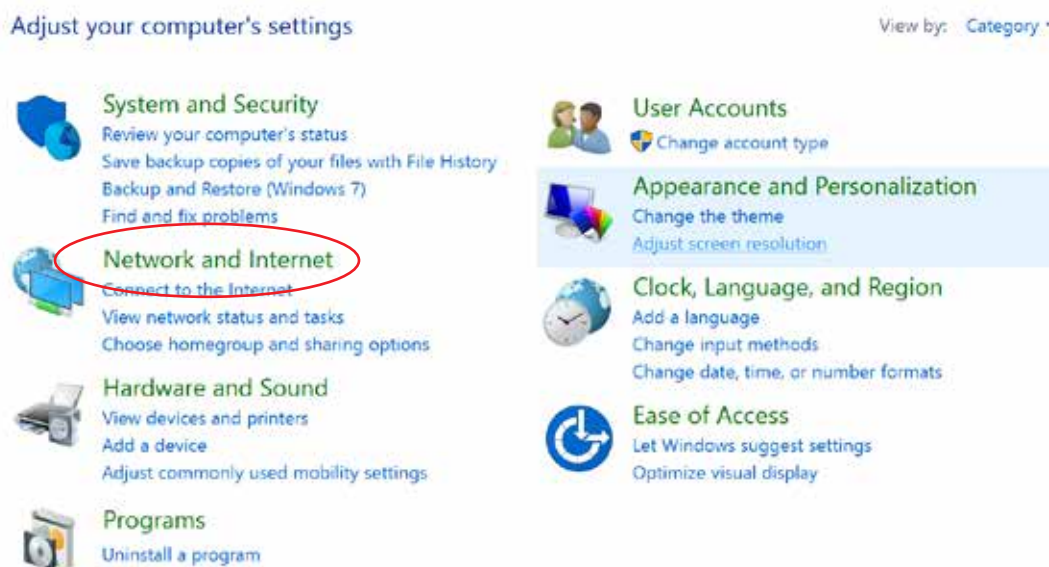 Adjust your computer's settings
View by: Category
System and Security
Review your computer's status
Save backup copies of your files with File History
Backup and Restore (Windows 7)
Find and fix problems
Network and Internet
Connect to the Internet
View network status and tasks
Choose homegroup and sharing options
Hardware and Sound
View devices and printers
Add a device
Adjust commonly used mobility settings
Programs
Uninstall a program
User Accounts
Change account type
Appearance and Personalization
Change the theme
Adjust screen resolution
Clock, Language, and Region
Add a language
Change input methods
Change date, time, or number formats
Ease of Access
Let Windows suggest settings
Optimize visual display